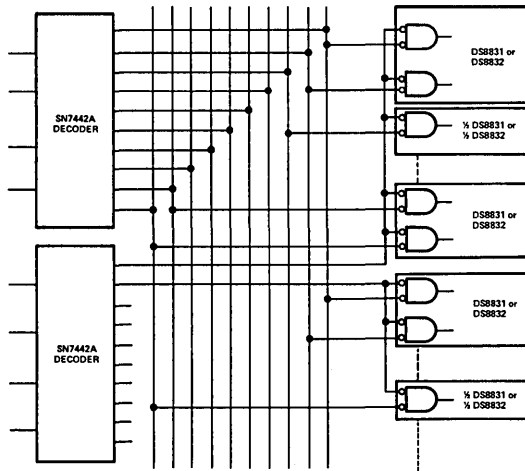 SN7442A
DECODER
DS8831 or
DS8832
½ DS8831 or
½ DS8832
DS8831 or
DS8832
SN7442A
DECODER
DS8831 or
DS8832
½ DS8831 or
½ DS8832